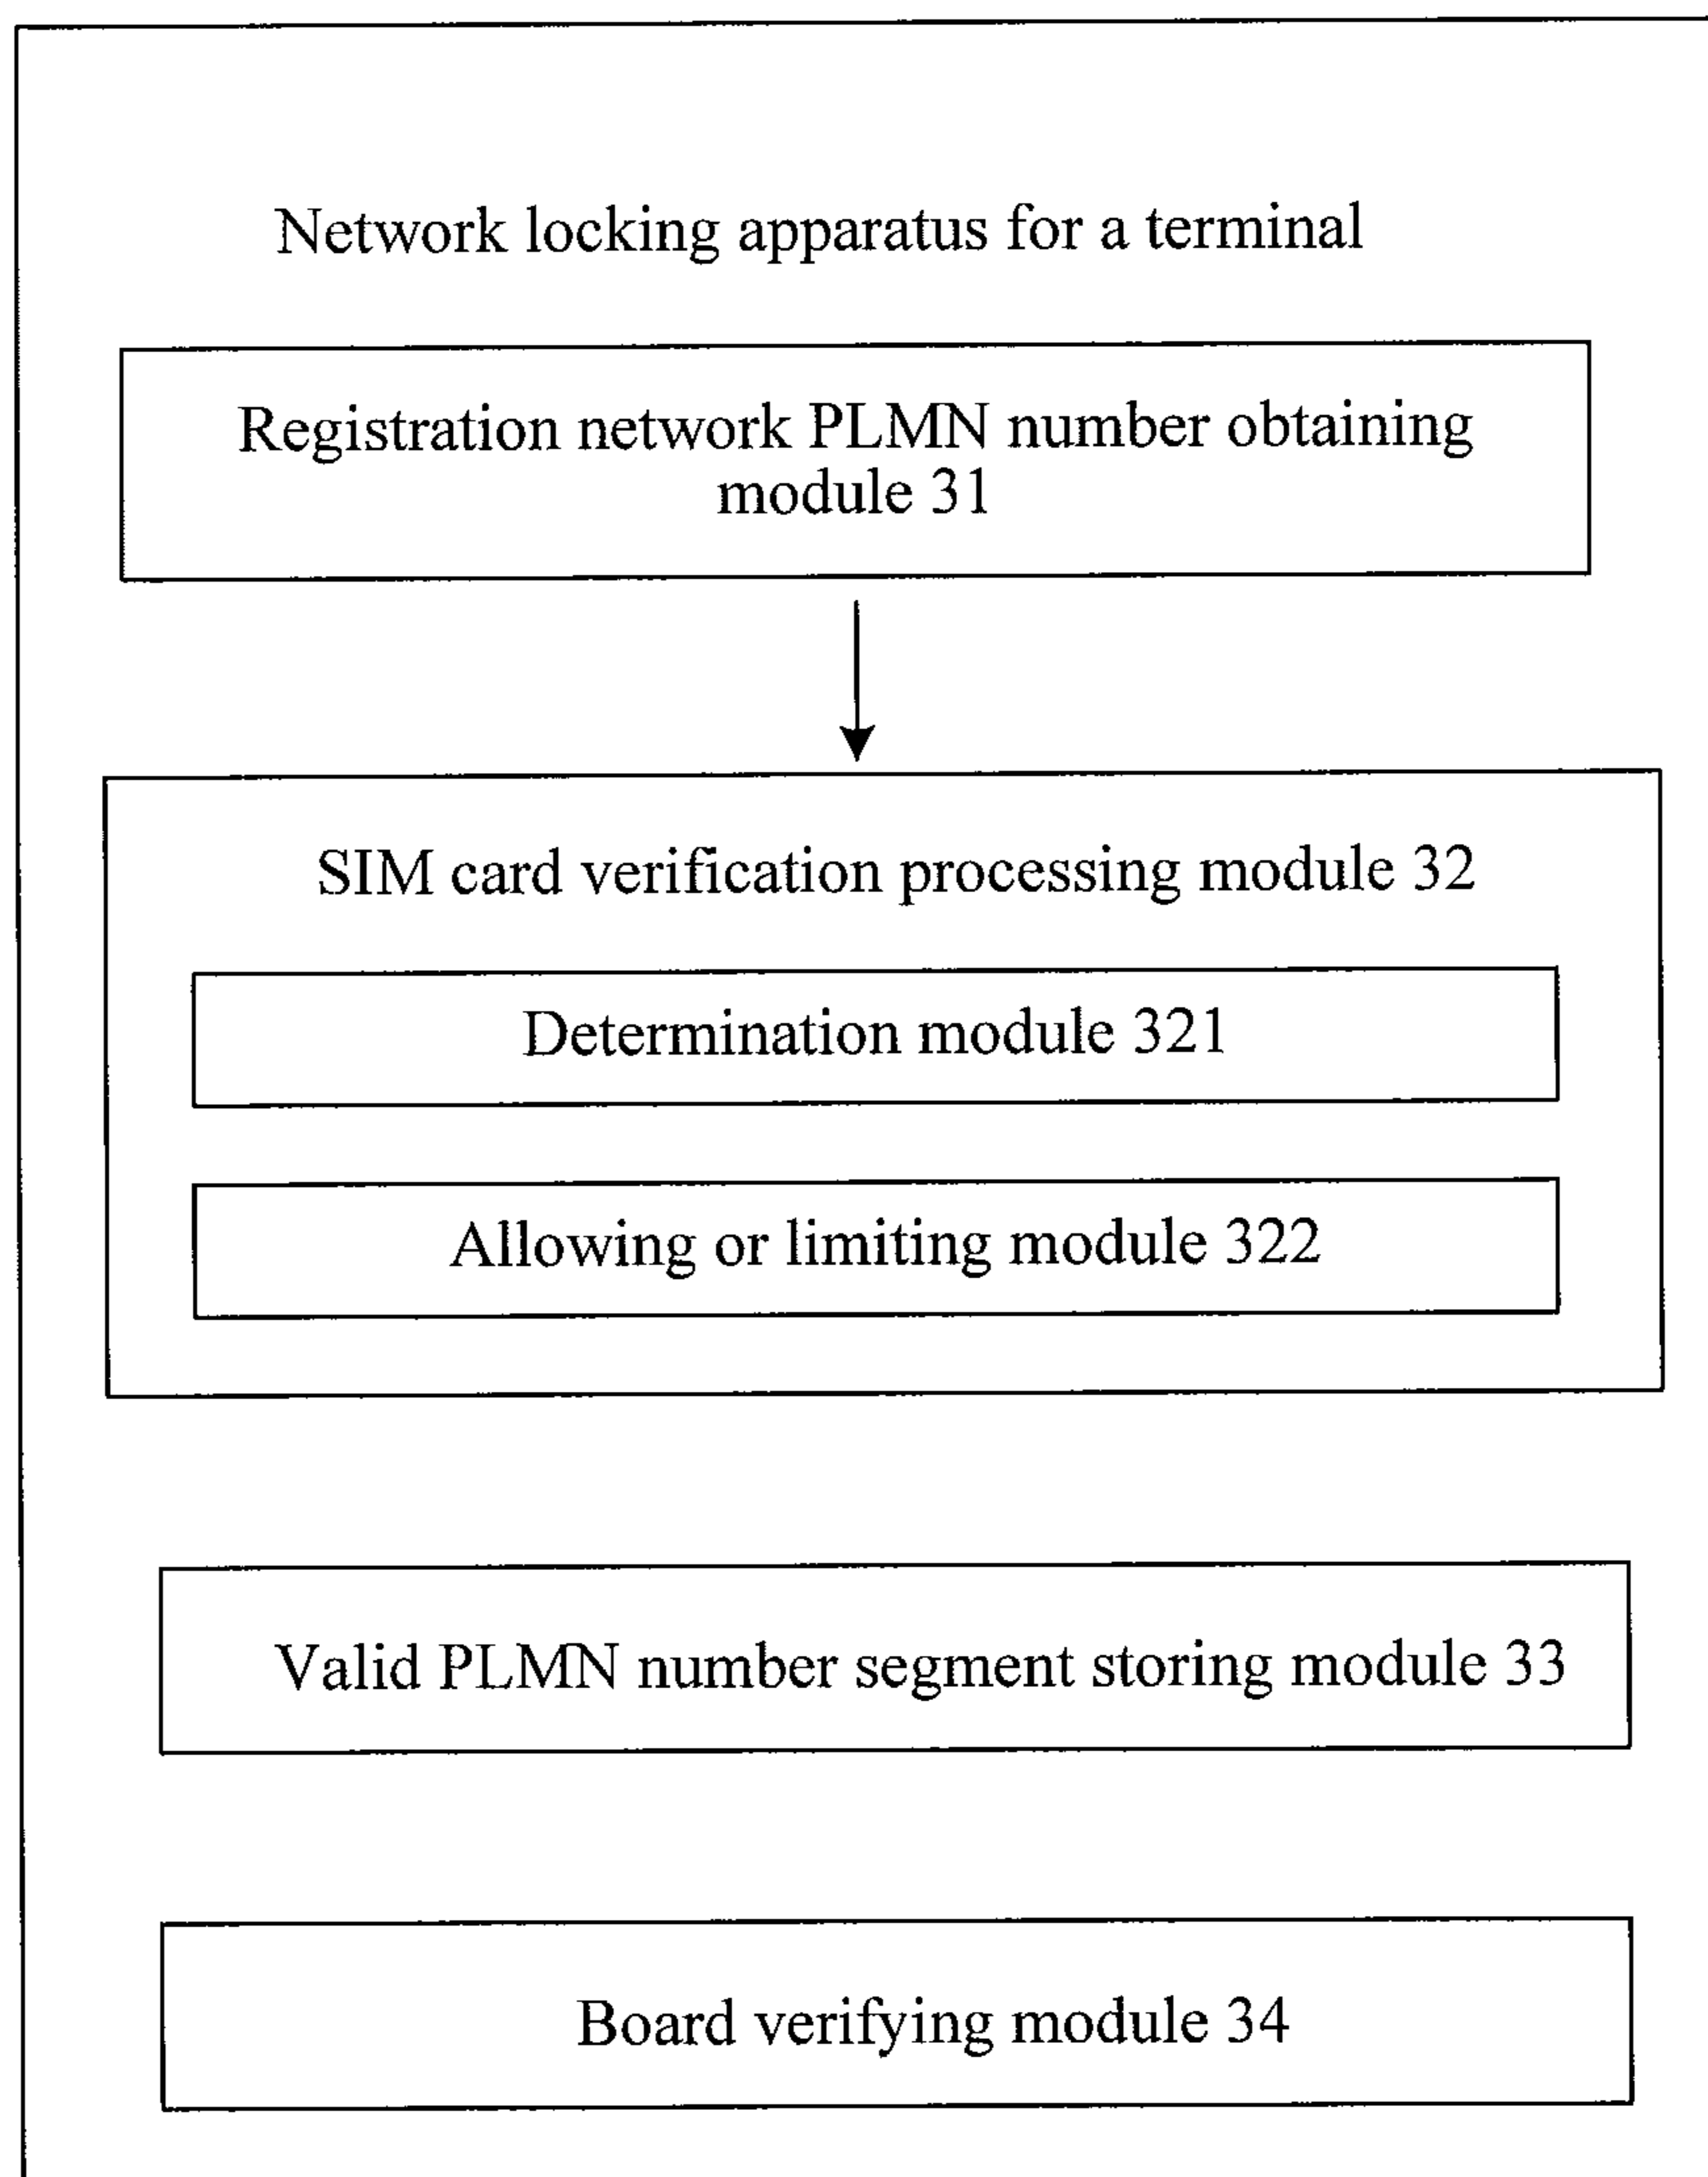 Network locking apparatus for a terminal
Registration network PLMN number obtaining
module 31
SIM card verification processing module 32
Determination module 321
Allowing or limiting module 322
Valid PLMN number segment storing module 33
Board verifying module 34